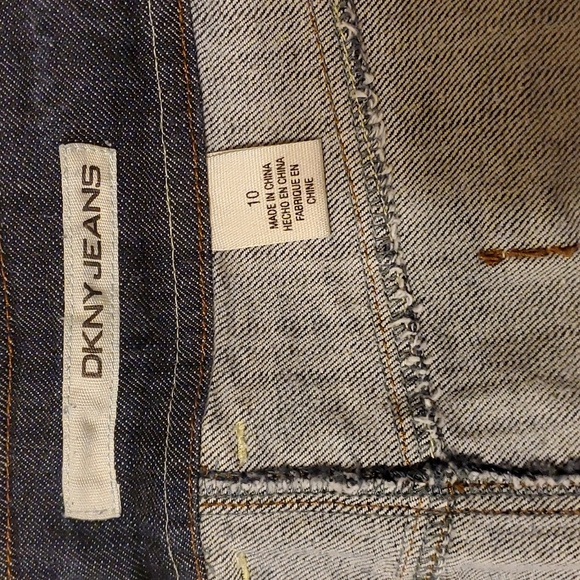 DKNY JEANS
10
MADE IN CHINA
HECHO EN CHINA
FABRIQUE EN
CHINE